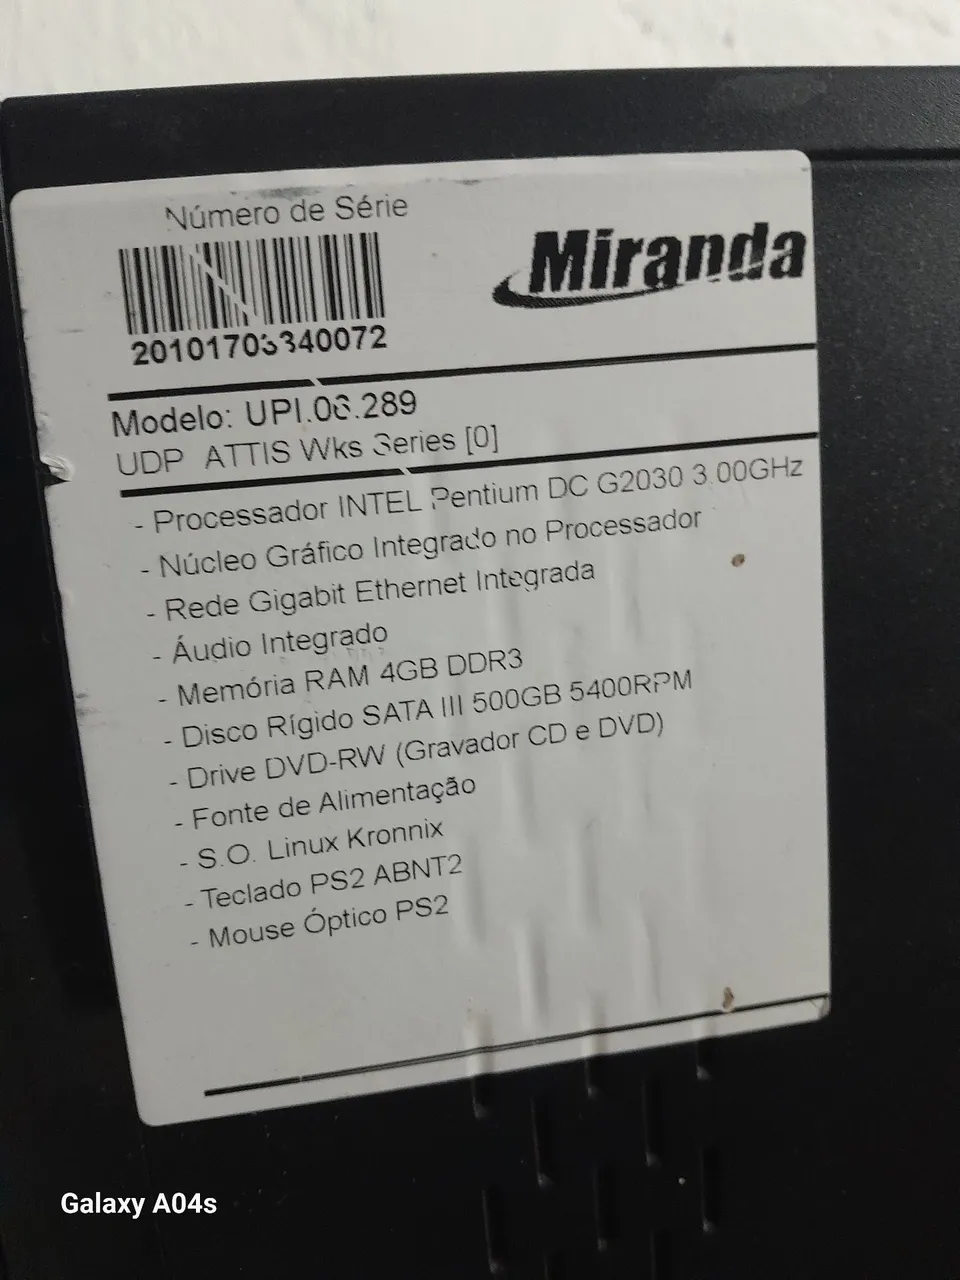 Número de Série
Miranda
20101703340072
Modelo: UPI.06.289
UDP ATTIS Wks Series [0]
- Processador INTEL Pentium DC G2030 3.00GHz
- Núcleo Gráfico Integrado no Processador
- Rede Gigabit Ethernet Integrada
- Áudio Integrado
- Memória RAM 4GB DDR3
- Disco Rígido SATA III 500GB 5400RPM
- Drive DVD-RW (Gravador CD e DVD)
- Fonte de Alimentação
- S.O. Linux Kronnix
- Teclado PS2 ABNT2
- Mouse Óptico PS2
Galaxy A04s